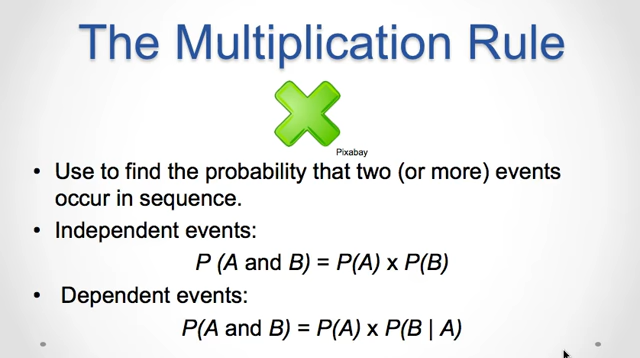 The Multiplication Rule
Pixabay
• Use to find the probability that two (or more) events
occur in sequence.
• Independent events:
P (A and B) = P(A) x P(B)
• Dependent events:
P(A and B) = P(A) x P(B | A)